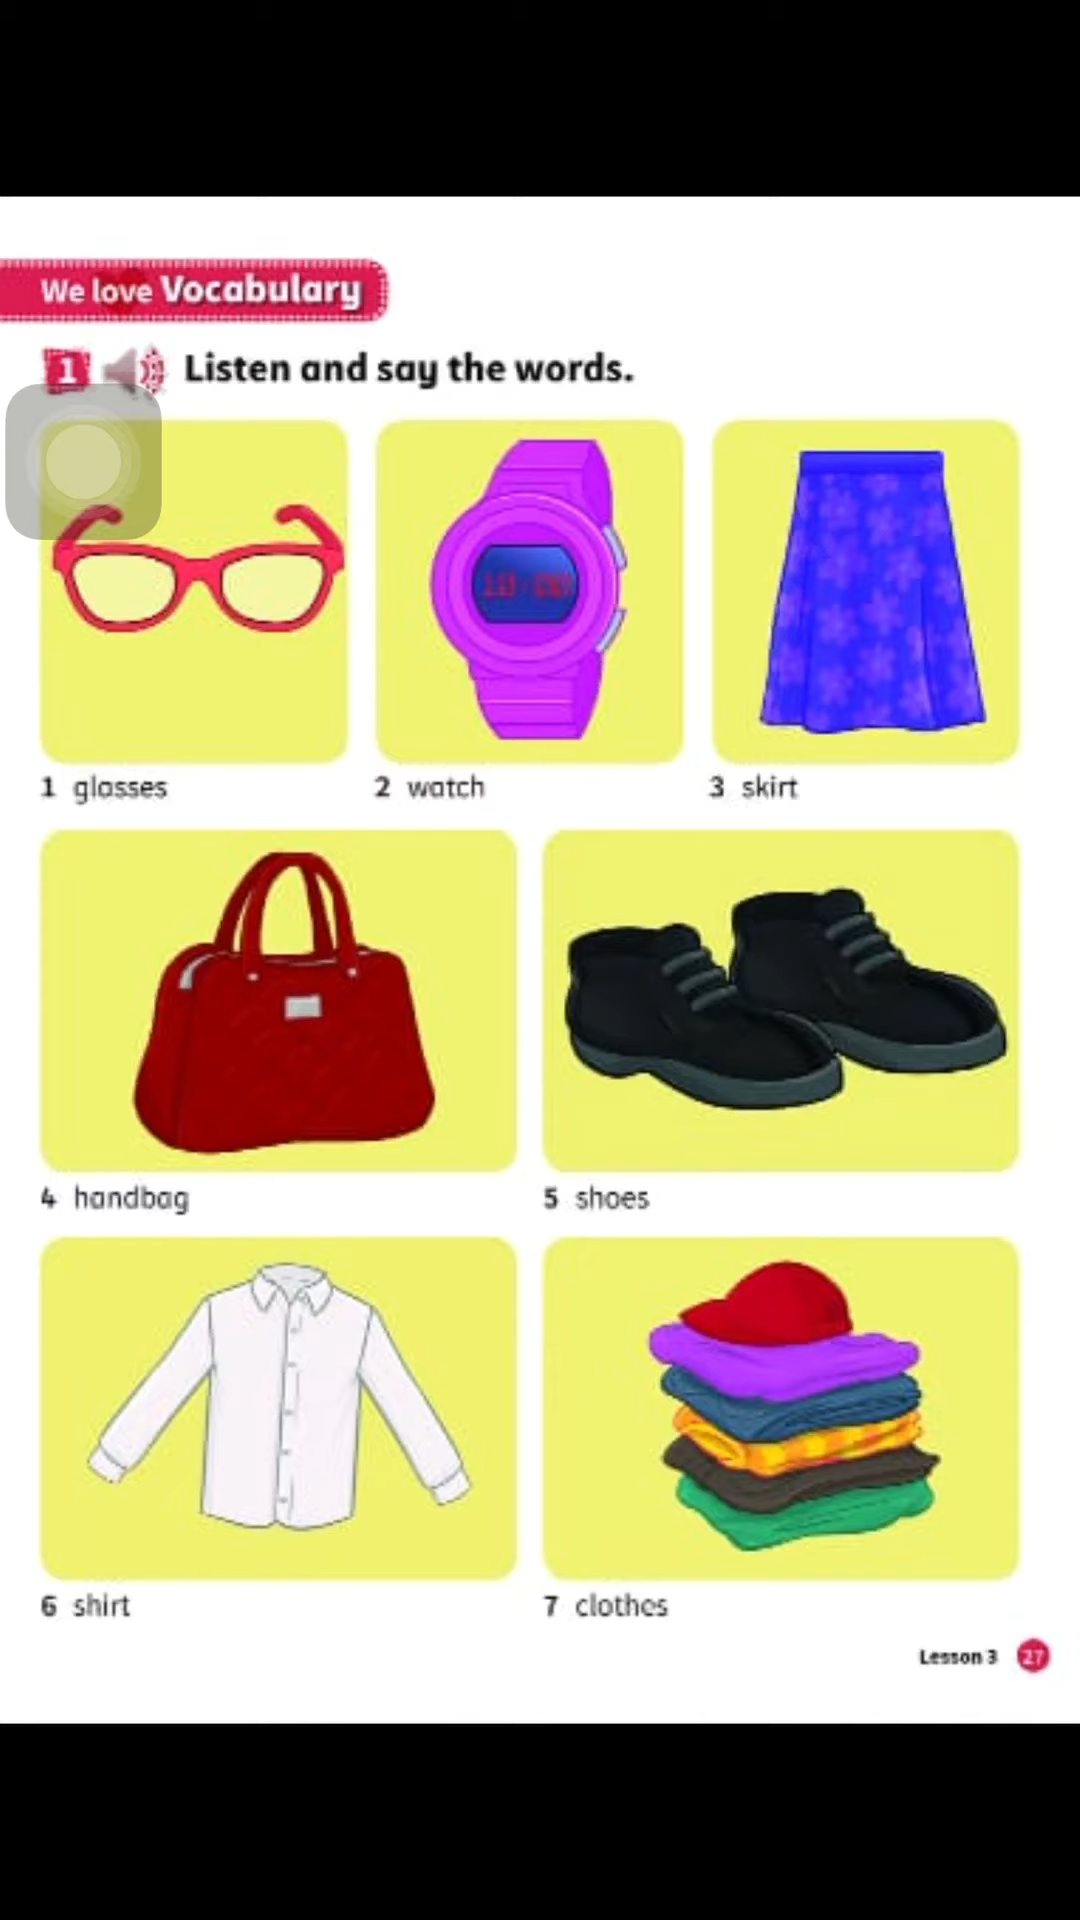 We love Vocabulary
1 Listen and say the words.
1 glasses
2 watch
3 skirt
4 handbag
5 shoes
6 shirt
7 clothes
Lesson 3 27